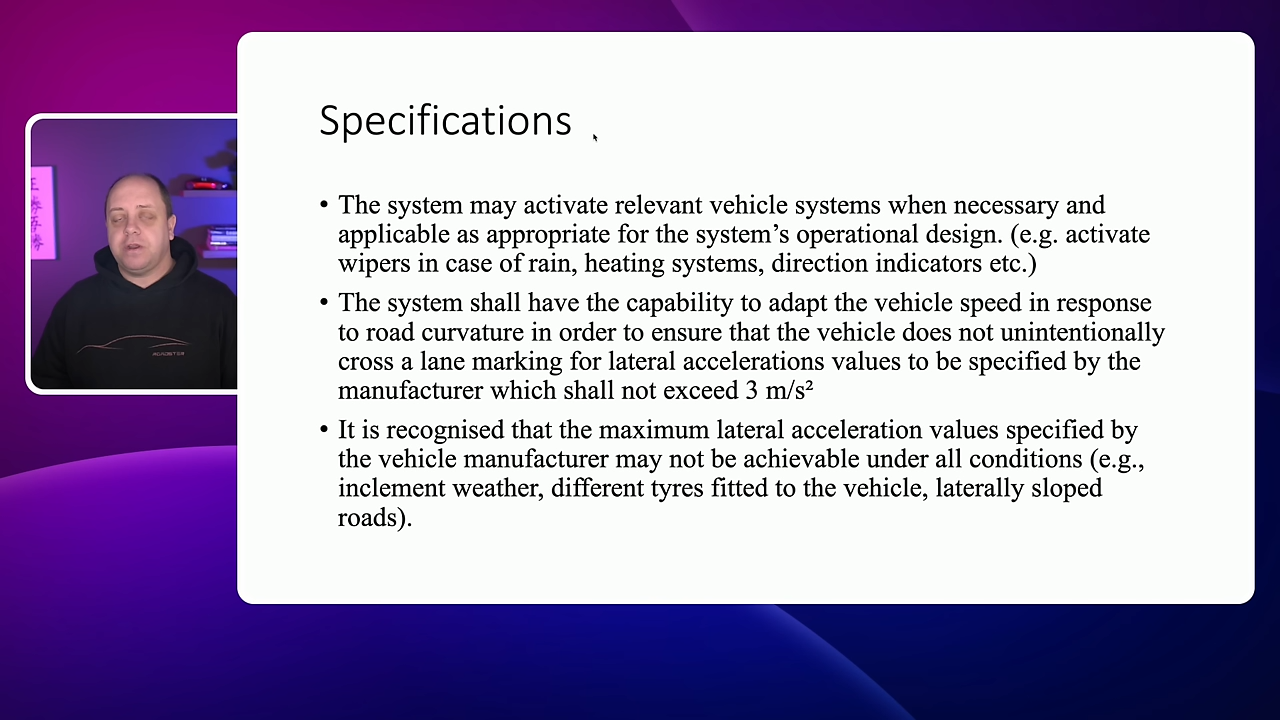 Specifications
• The system may activate relevant vehicle systems when necessary and
applicable as appropriate for the system’s operational design. (e.g. activate
wipers in case of rain, heating systems, direction indicators etc.)
• The system shall have the capability to adapt the vehicle speed in response
to road curvature in order to ensure that the vehicle does not unintentionally
cross a lane marking for lateral accelerations values to be specified by the
manufacturer which shall not exceed 3 m/s²
• It is recognised that the maximum lateral acceleration values specified by
the vehicle manufacturer may not be achievable under all conditions (e.g.,
inclement weather, different tyres fitted to the vehicle, laterally sloped
roads).
ROADSTER